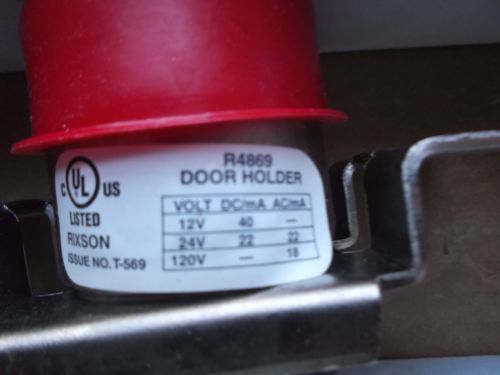 R4869
DOOR HOLDER
C UL US
LISTED
RIXSON
ISSUE NO. T-569
VOLT DC/mA AC/mA
12V 40 —
24V 22 22
120V — 18